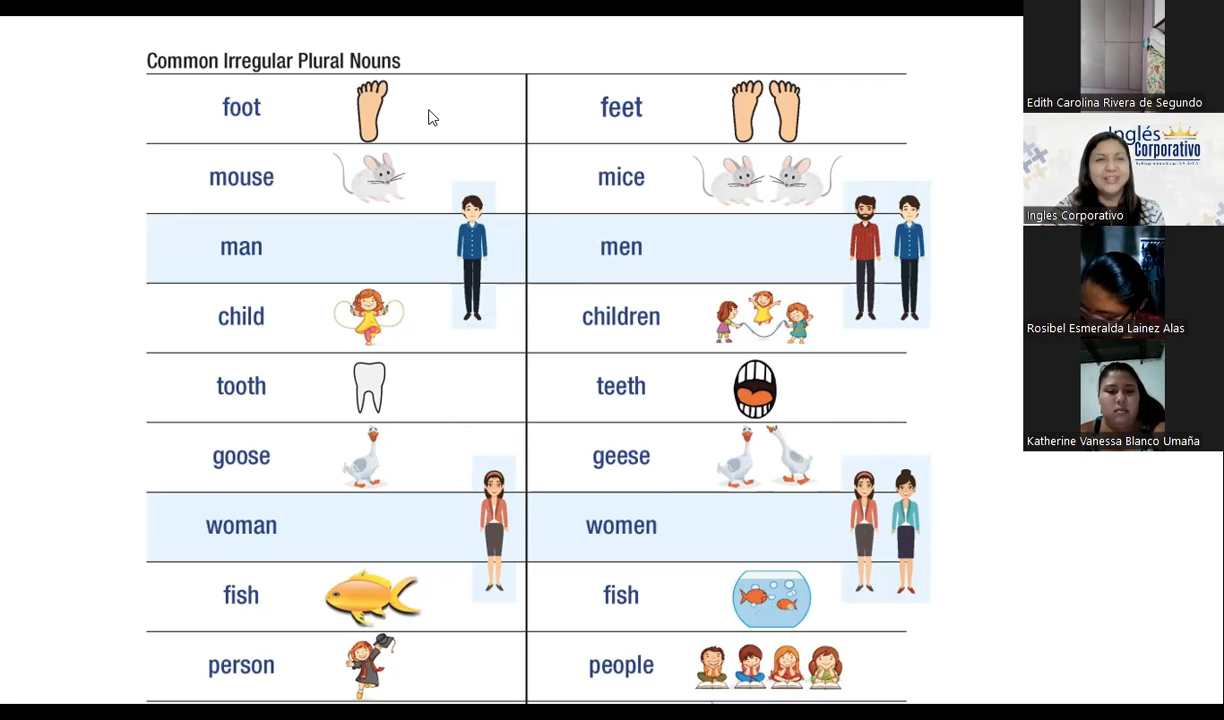 Common Irregular Plural Nouns
foot feet
mouse mice
man men
child children
tooth teeth
goose geese
woman women
fish fish
person people
Edith Carolina Rivera de Segundo
Inglés
Corporativo
Ingles Corporativo
Rosibel Esmeralda Lainez Alas
Katherine Vanessa Blanco Umaña